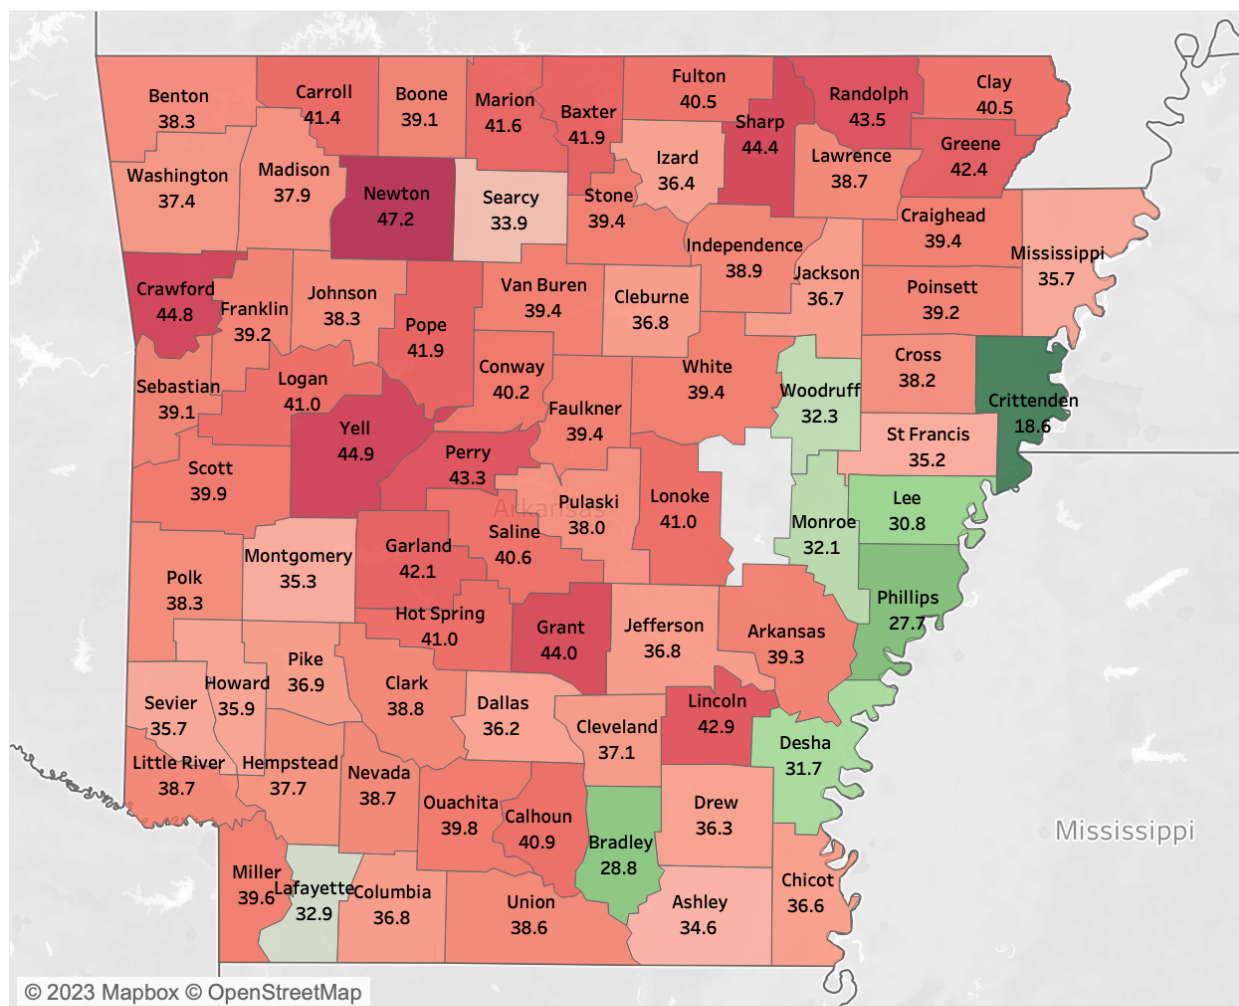 Benton
38.3
Carroll
41.4
Boone
39.1
Marion
41.6
Baxter
41.9
Fulton
40.5
Sharp
44.4
Randolph
43.5
Clay
40.5
Washington
37.4
Madison
37.9
Newton
47.2
Searcy
33.9
Stone
39.4
Izard
36.4
Lawrence
38.7
Greene
42.4
Independence
38.9
Jackson
36.7
Craighead
39.4
Mississippi
35.7
Crawford
44.8
Franklin
39.2
Johnson
38.3
Pope
41.9
Van Buren
39.4
Cleburne
36.8
Poinsett
39.2
Sebastian
39.1
Logan
41.0
Conway
40.2
Faulkner
39.4
White
39.4
Woodruff
32.3
Cross
38.2
Crittenden
18.6
St Francis
35.2
Scott
39.9
Yell
44.9
Perry
43.3
Arkansas
Pulaski
38.0
Lonoke
41.0
Monroe
32.1
Lee
30.8
Polk
38.3
Montgomery
35.3
Garland
42.1
Saline
40.6
Phillips
27.7
Hot Spring
41.0
Grant
44.0
Jefferson
36.8
Arkansas
39.3
Sevier
35.7
Howard
35.9
Pike
36.9
Clark
38.8
Dallas
36.2
Cleveland
37.1
Lincoln
42.9
Desha
31.7
Little River
38.7
Hempstead
37.7
Nevada
38.7
Ouachita
39.8
Calhoun
40.9
Bradley
28.8
Drew
36.3
Mississippi
Miller
39.6
Lafayette
32.9
Columbia
36.8
Union
38.6
Ashley
34.6
Chicot
36.6
© 2023 Mapbox © OpenStreetMap